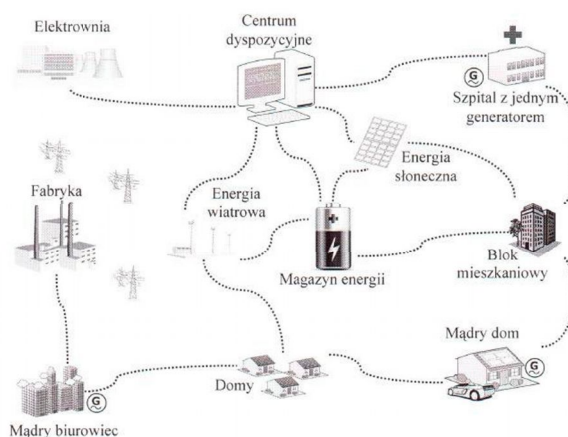 Elektrownia
Centrum
dyspozycyjne
G
Szpital z jednym
generatorem
Energia
słoneczna
Fabryka
Energia
wiatrowa
Magazyn energii
Blok
mieszkaniowy
Mądry dom
G
Domy
G
Mądry biurowiec